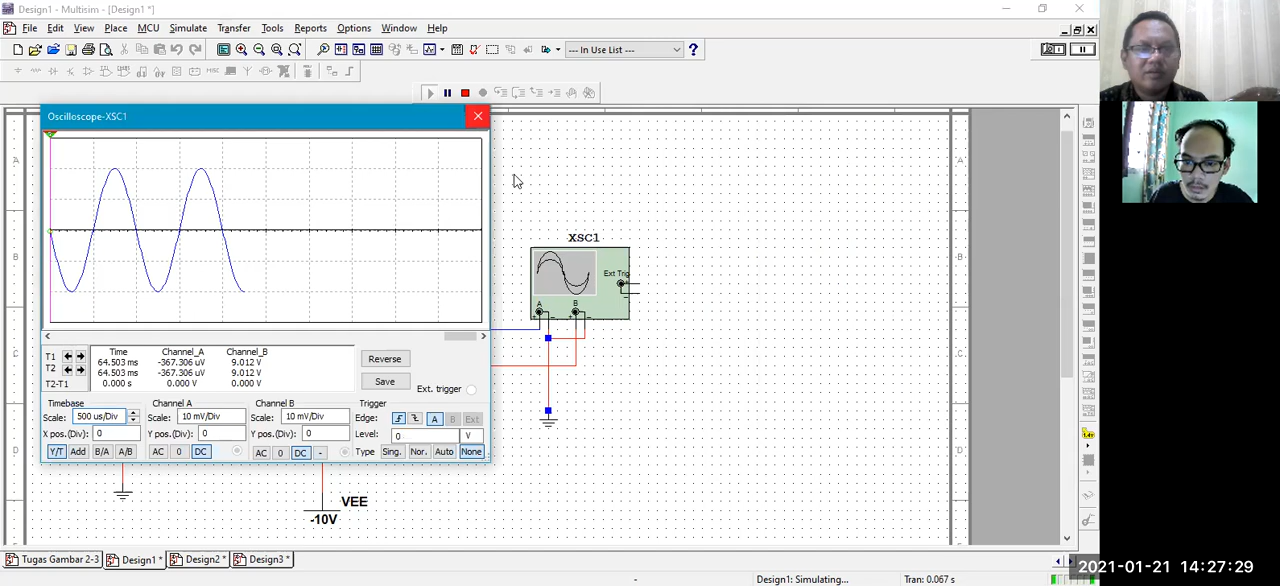 Design1 - Multisim - [Design1 *]
File Edit View Place MCU Simulate Transfer Tools Reports Options Window Help
--- In Use List ---
Oscilloscope-XSC1
XSC1
Ext Trig
A B
Time Channel_A Channel_B
T1 64.503 ms -367.306 uV 9.012 V
T2 64.503 ms -367.306 uV 9.012 V
T2-T1 0.000 s 0.000 V 0.000 V
Reverse
Save
Ext. trigger
Timebase Channel A Channel B Trigger
Scale: 500 us/Div Scale: 10 mV/Div Scale: 10 mV/Div Edge: A B Ext
X pos.(Div): 0 Y pos.(Div): 0 Y pos.(Div): 0 Level: 0 V
Y/T Add B/A A/B AC 0 DC AC 0 DC - Type Sing. Nor. Auto None
VEE
-10V
A
B
C
D
A
B
C
D
Tugas Gambar 2-3 Design1 * Design2 * Design3 *
2021-01-21 14:27:29
- Design1: Simulating... Tran: 0.067 s